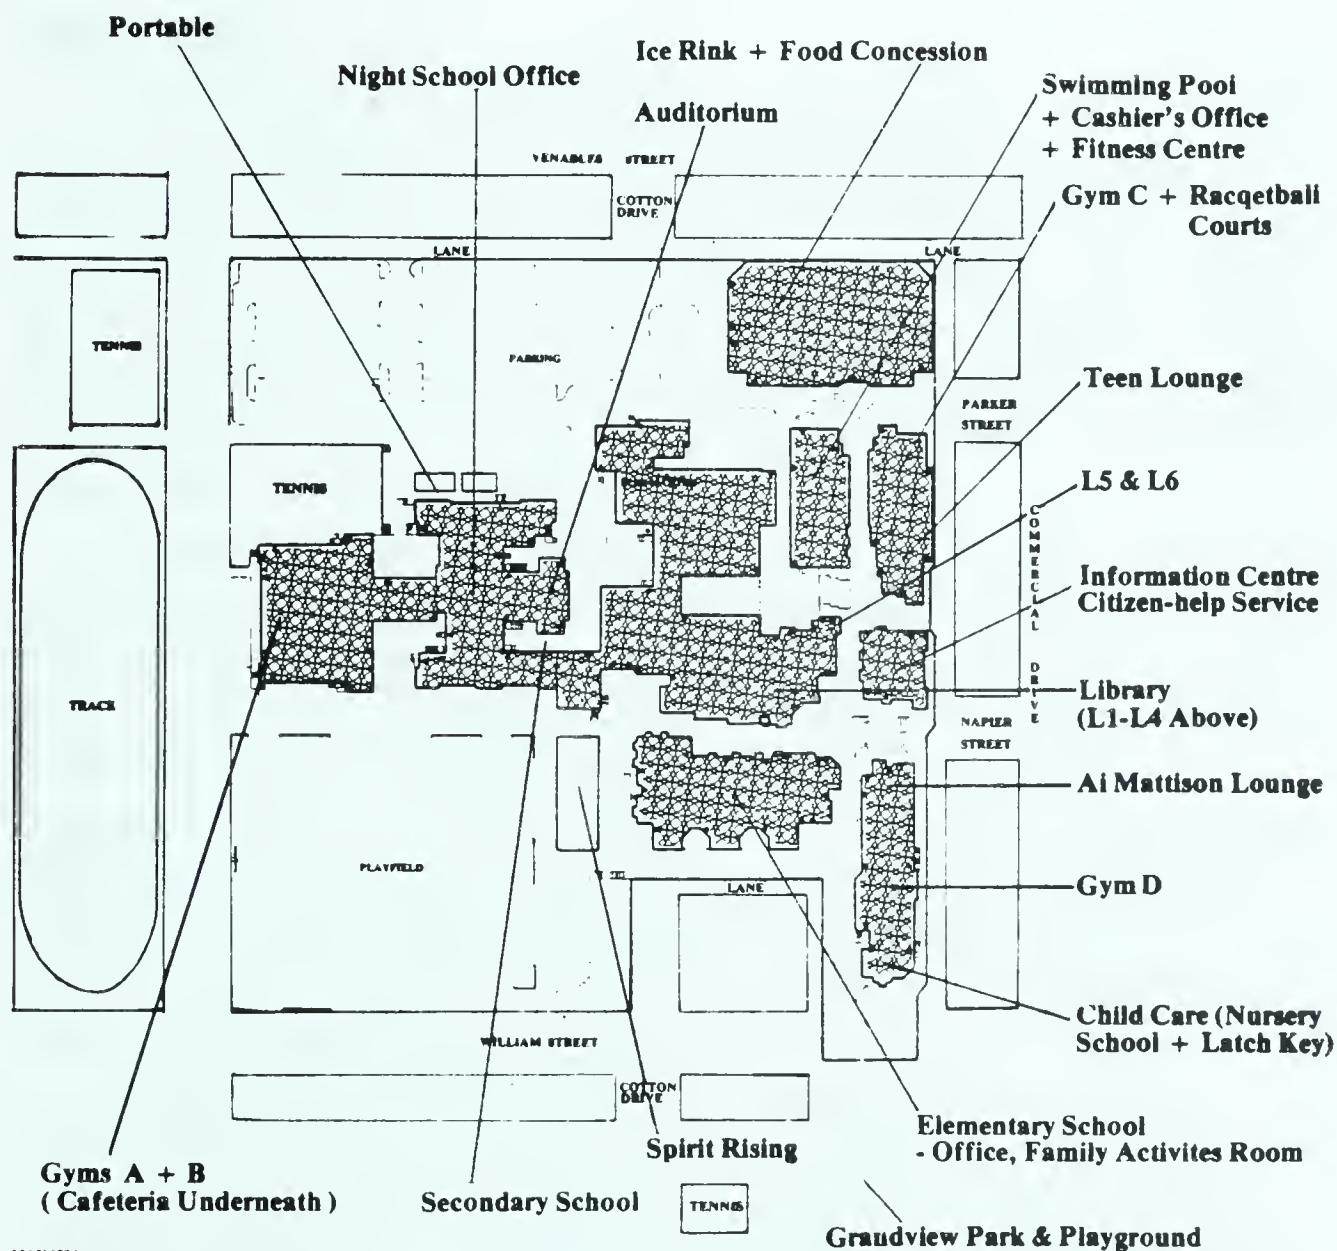 Portable
Night School Office
Ice Rink + Food Concession
Auditorium
Swimming Pool
+ Cashier's Office
+ Fitness Centre
Gym C + Racqetball
Courts
VENABLES STREET
COTTON
DRIVE
LANE
LANE
TENNIS
PARKING
Teen Lounge
PARKER
STREET
L5 & L6
TENNIS
COMMERCIAL DRIVE
Information Centre
Citizen-help Service
TRACK
Library
(L1-L4 Above)
NAPIER
STREET
Al Mattison Lounge
PLAYFIELD
LANE
Gym D
Child Care (Nursery
School + Latch Key)
WILLIAM STREET
COTTON
DRIVE
Elementary School
- Office, Family Activites Room
Spirit Rising
Gyms A + B
( Cafeteria Underneath )
Secondary School
TENNIS
Graudview Park & Playground